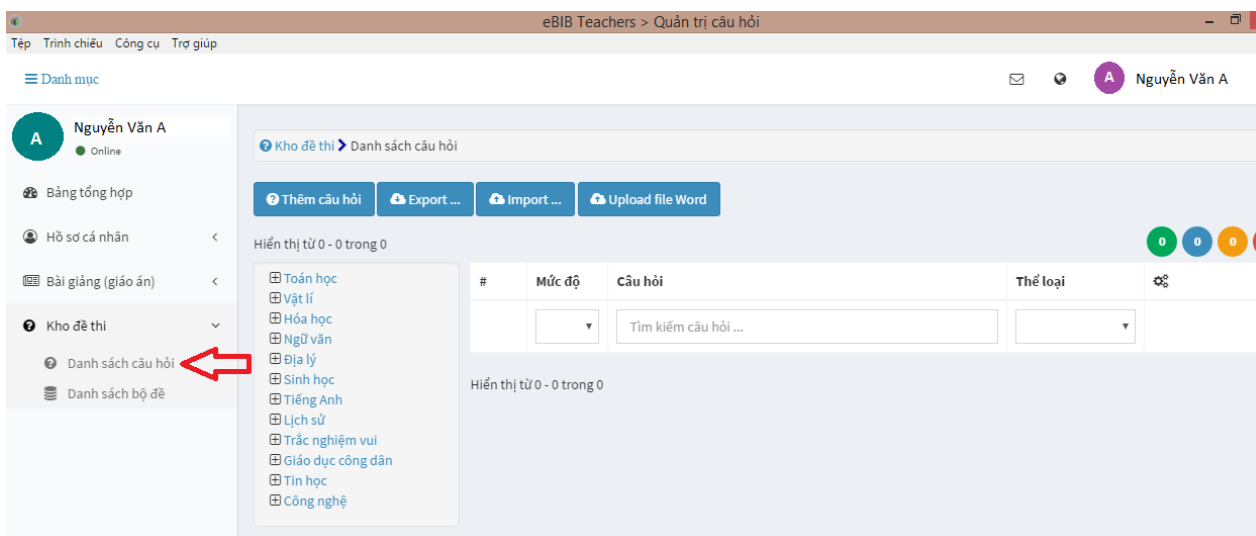 eBIB Teachers > Quản trị câu hỏi
Tệp Trình chiếu Công cụ Trợ giúp
Danh mục
A Nguyễn Văn A
A Nguyễn Văn A
Online
Bảng tổng hợp
Hồ sơ cá nhân
Bài giảng (giáo án)
Kho đề thi
Danh sách câu hỏi
Danh sách bộ đề
Kho đề thi Danh sách câu hỏi
Thêm câu hỏi Export ... Import ... Upload file Word
Hiển thị từ 0 - 0 trong 0
0 0 0
Toán học
Vật lí
Hóa học
Ngữ văn
Địa lý
Sinh học
Tiếng Anh
Lịch sử
Trắc nghiệm vui
Giáo dục công dân
Tin học
Công nghệ
# Mức độ Câu hỏi Thể loại
Tìm kiếm câu hỏi ...
Hiển thị từ 0 - 0 trong 0